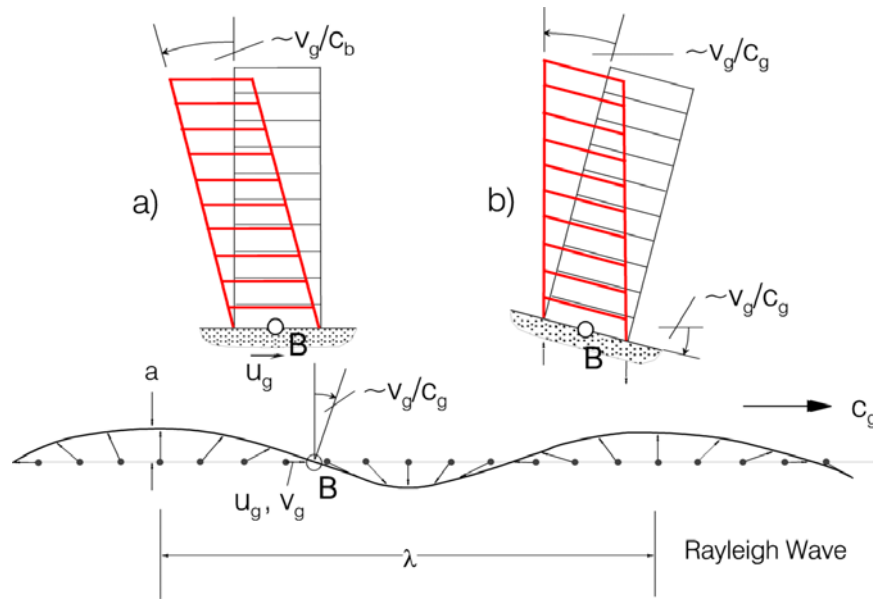 ~vg/cb
~vg/cg
a)
b)
~vg/cg
B
B
ug
a
~vg/cg
cg
B
ug, vg
λ
Rayleigh Wave